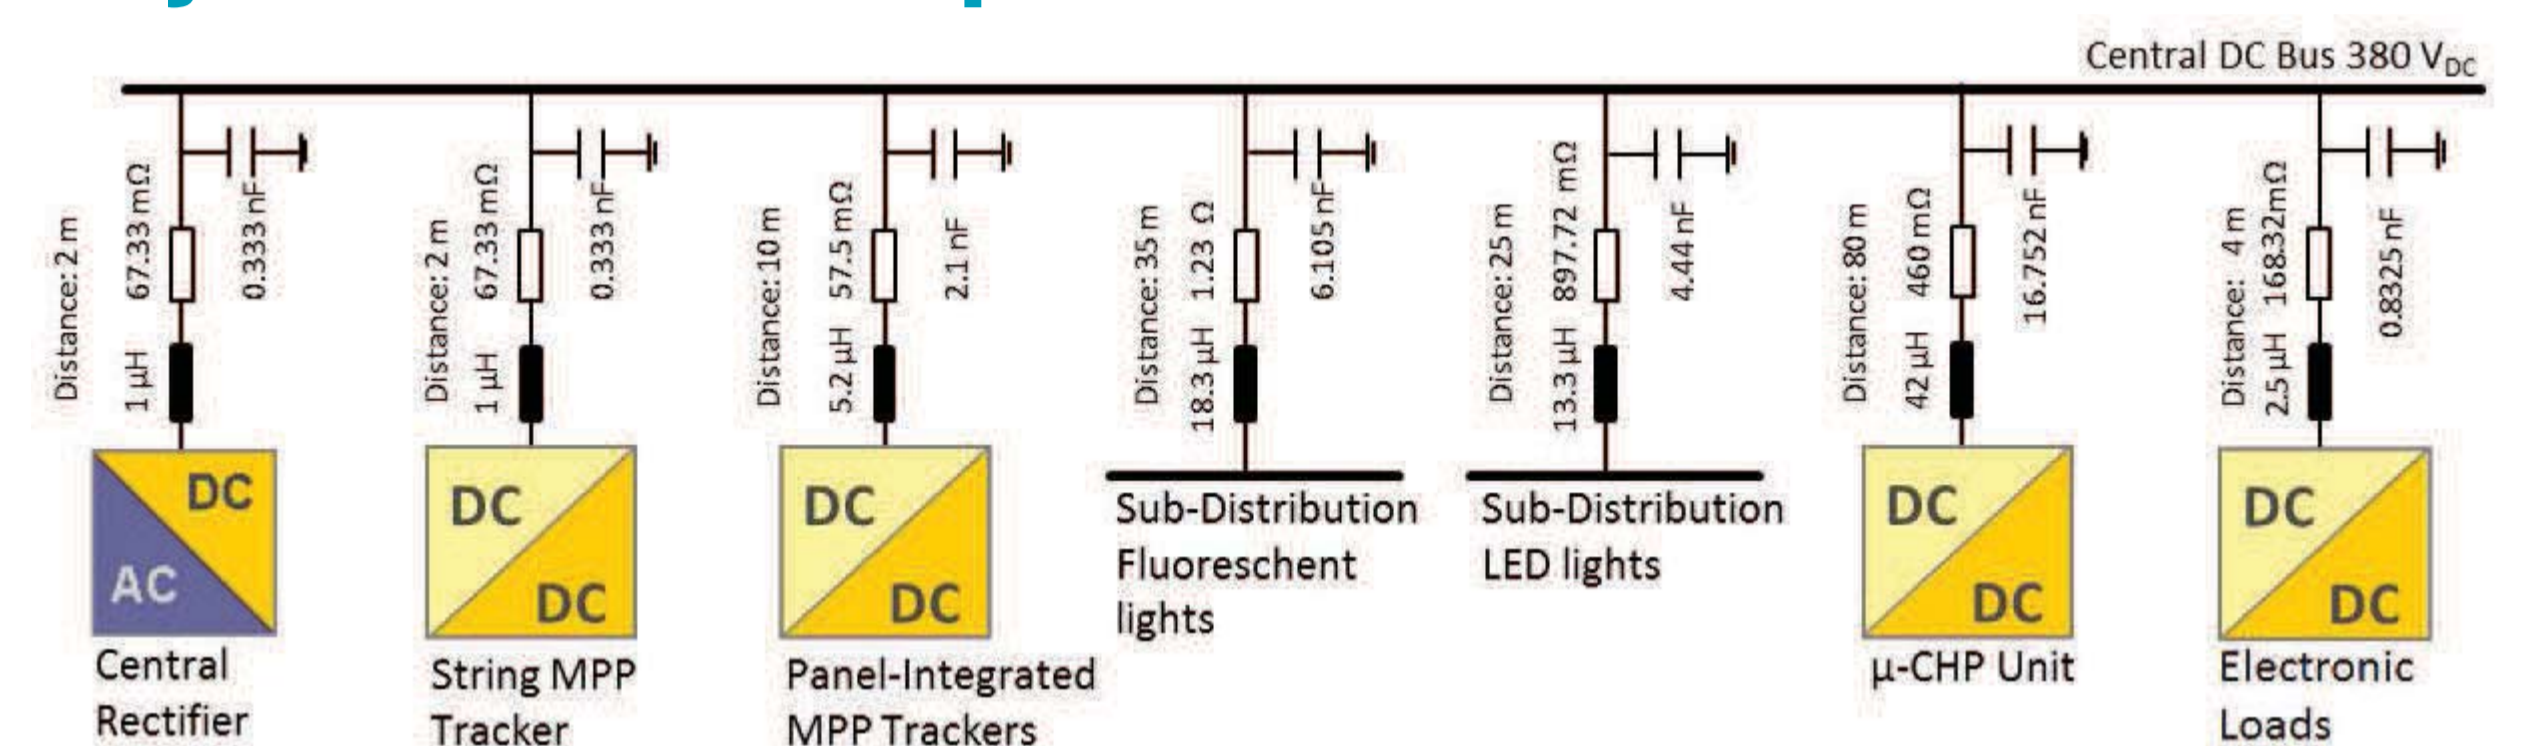 Central DC Bus 380 VDC
Distance: 2 m
1 µH 67.33 mΩ
0.333 nF
DC
AC
Central
Rectifier
Distance: 2 m
1 µH 67.33 mΩ
0.333 nF
DC
DC
String MPP
Tracker
Distance: 10 m
5.2 µH 57.5 mΩ
2.1 nF
DC
DC
Panel-Integrated
MPP Trackers
Distance: 35 m
18.3 µH 1.23 Ω
6.105 nF
Sub-Distribution
Fluoreschent
lights
Distance: 25 m
13.3 µH 897.72 mΩ
4.44 nF
Sub-Distribution
LED lights
Distance: 80 m
42 µH 460 mΩ
16.752 nF
DC
DC
µ-CHP Unit
Distance: 4 m
2.5 µH 168.32mΩ
0.8325 nF
DC
DC
Electronic
Loads